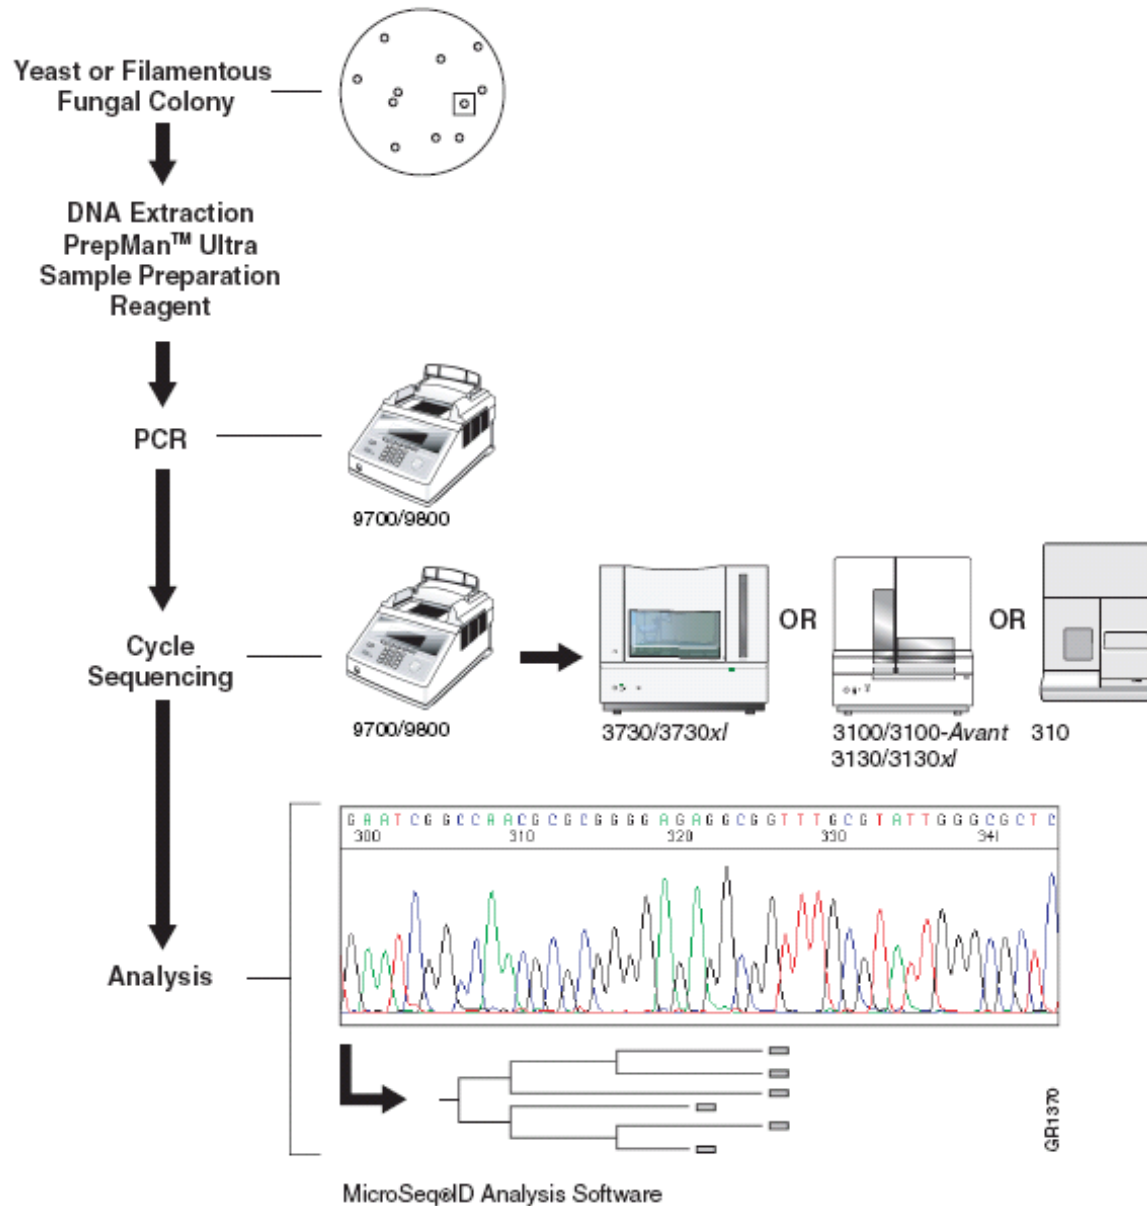 Yeast or Filamentous
Fungal Colony
DNA Extraction
PrepMan™ Ultra
Sample Preparation
Reagent
PCR
9700/9800
Cycle
Sequencing
9700/9800
3730/3730xl
OR
3100/3100-Avant
3130/3130xl
OR
310
Analysis
G A A T C G G C C A A C G C G C G G G G A G A G G C G G T T T G C G T A T T G G G C G C T C
300 310 320 330 341
GR1370
MicroSeq®ID Analysis Software